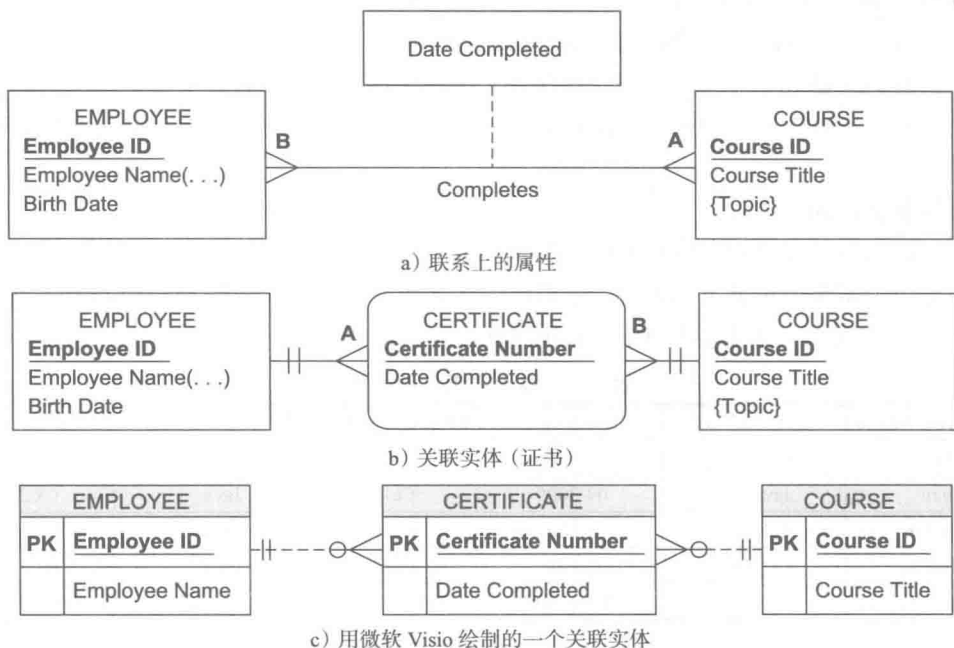 Date Completed
EMPLOYEE
Employee ID
Employee Name(. . .)
Birth Date
B
Completes
A
COURSE
Course ID
Course Title
{Topic}
a）联系上的属性
EMPLOYEE
Employee ID
Employee Name(. . .)
Birth Date
A
CERTIFICATE
Certificate Number
Date Completed
B
COURSE
Course ID
Course Title
{Topic}
b）关联实体（证书）
EMPLOYEE
PK Employee ID
Employee Name
CERTIFICATE
PK Certificate Number
Date Completed
COURSE
PK Course ID
Course Title
c）用微软 Visio 绘制的一个关联实体